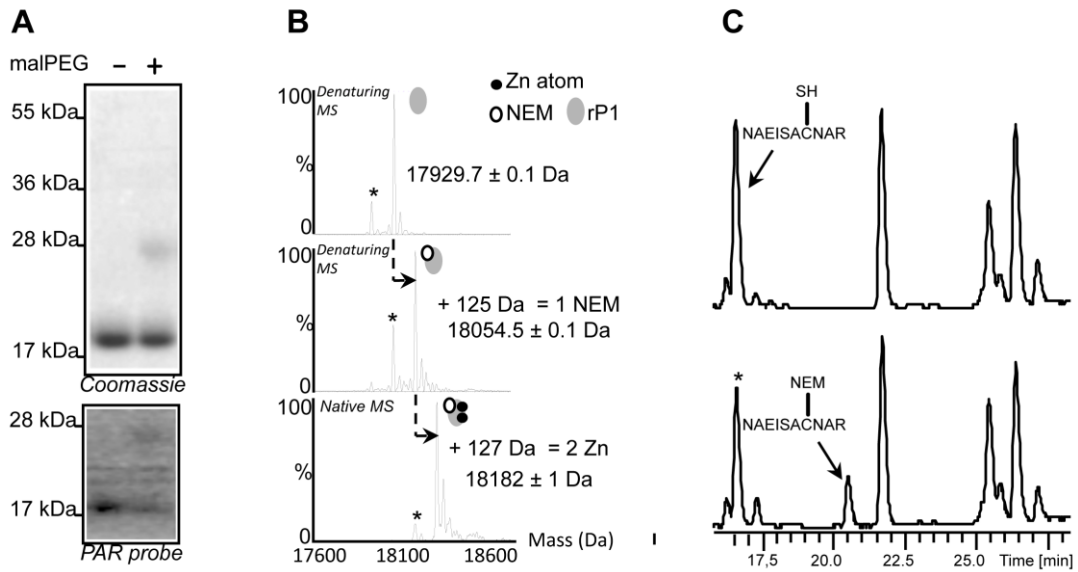 A
malPEG − +
55 kDa
36 kDa
28 kDa
17 kDa
Coomassie
28 kDa
17 kDa
PAR probe
B
Zn atom
NEM rP1
100
Denaturing
MS
%
17929.7 ± 0.1 Da
*
0
100
Denaturing
MS
%
+ 125 Da = 1 NEM
18054.5 ± 0.1 Da
*
0
100
Native MS
%
+ 127 Da = 2 Zn
18182 ± 1 Da
*
0
17600 18100 18600 Mass (Da)
C
SH
NAEISACNAR
*
NEM
NAEISACNAR
17,5 20.0 22.5 25.0 Time [min]